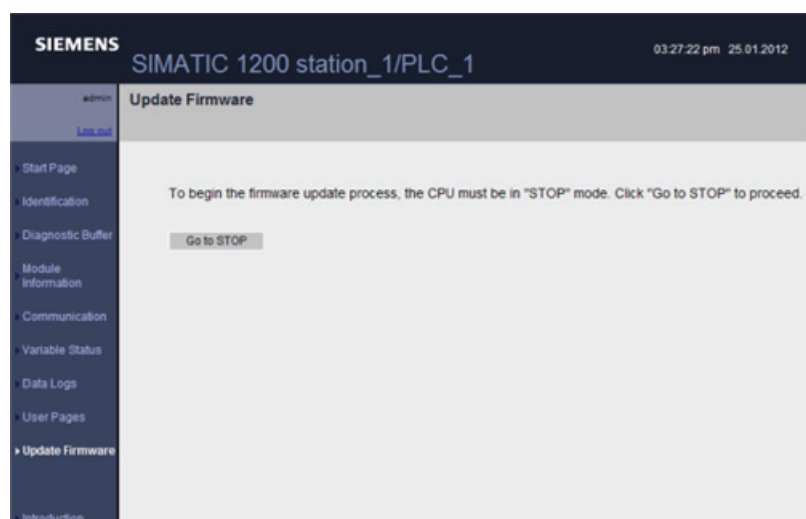 SIEMENS
SIMATIC 1200 station_1/PLC_1
03:27:22 pm 25.01.2012
admin
Log out
Update Firmware
Start Page
Identification
Diagnostic Buffer
Module
Information
Communication
Variable Status
Data Logs
User Pages
Update Firmware
Introduction
To begin the firmware update process, the CPU must be in "STOP" mode. Click "Go to STOP" to proceed.
Go to STOP